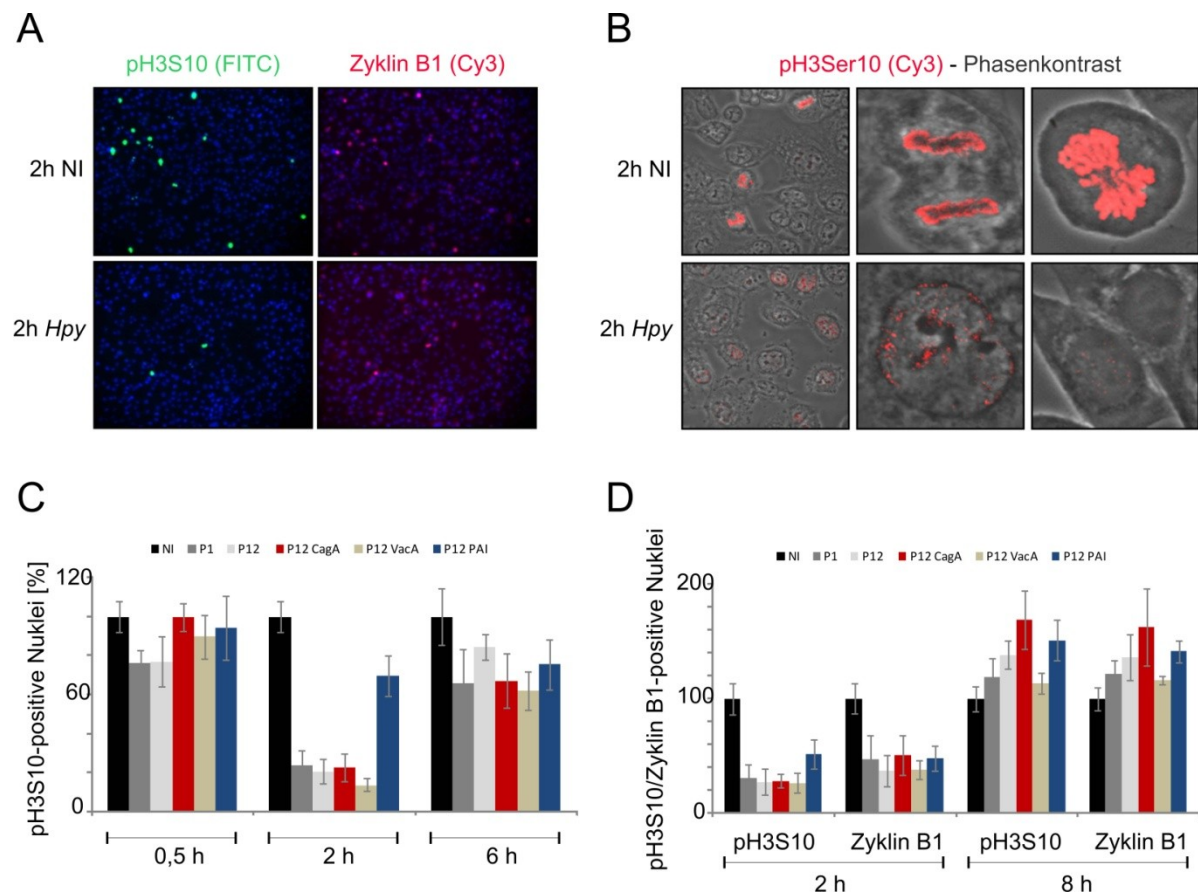 A
pH3S10 (FITC)
Zyklin B1 (Cy3)
2h NI
2h Hpy
B
pH3Ser10 (Cy3) - Phasenkontrast
2h NI
2h Hpy
C
NI P1 P12 P12 CagA P12 VacA P12 PAI
pH3S10-positive Nuklei [%]
120
60
0
0,5 h
2 h
6 h
D
NI P1 P12 P12 CagA P12 VacA P12 PAI
pH3S10/Zyklin B1-positive Nuklei
200
100
0
pH3S10 Zyklin B1 pH3S10 Zyklin B1
2 h
8 h